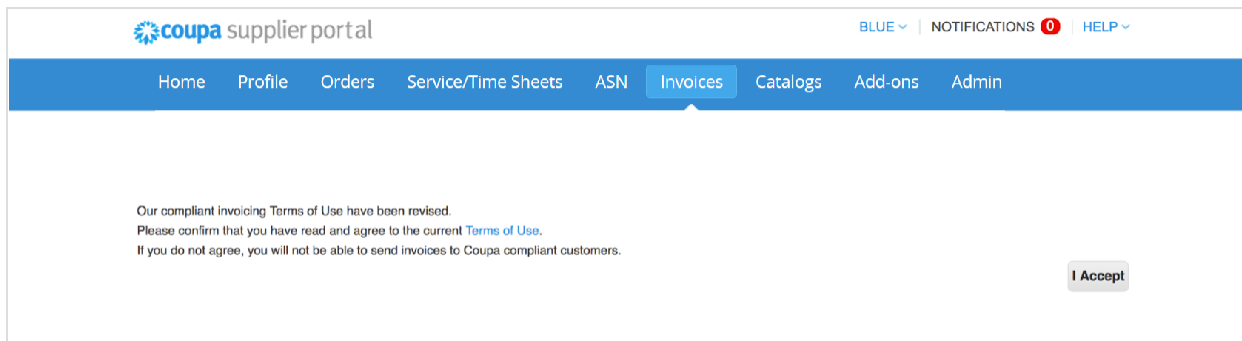 coupa supplier portal
BLUE NOTIFICATIONS 0 HELP
Home Profile Orders Service/Time Sheets ASN Invoices Catalogs Add-ons Admin
Our compliant invoicing Terms of Use have been revised.
Please confirm that you have read and agree to the current Terms of Use.
If you do not agree, you will not be able to send invoices to Coupa compliant customers.
I Accept